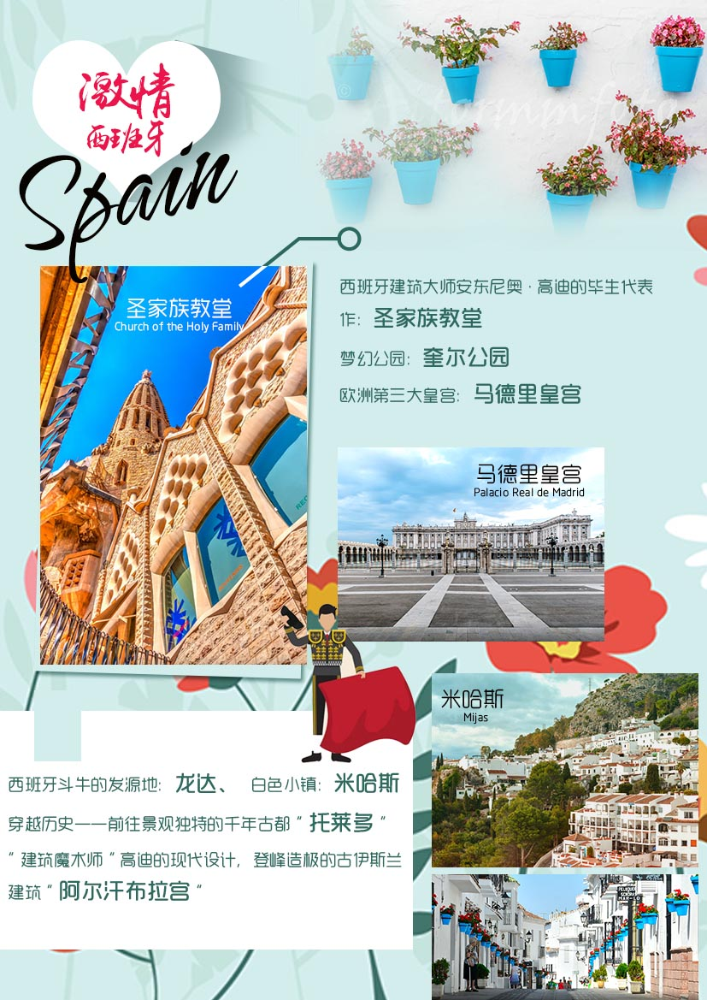 激情
西班牙
Spain
圣家族教堂
Church of the Holy Family
西班牙建筑大师安东尼奥·高迪的毕生代表
作：圣家族教堂
梦幻公园：奎尔公园
欧洲第三大皇宫：马德里皇宫
马德里皇宫
Palacio Real de Madrid
米哈斯
Mijas
西班牙斗牛的发源地：龙达、 白色小镇：米哈斯
穿越历史——前往景观独特的千年古都“托莱多“
“建筑魔术师“高迪的现代设计，登峰造极的古伊斯兰
建筑“阿尔汗布拉宫“